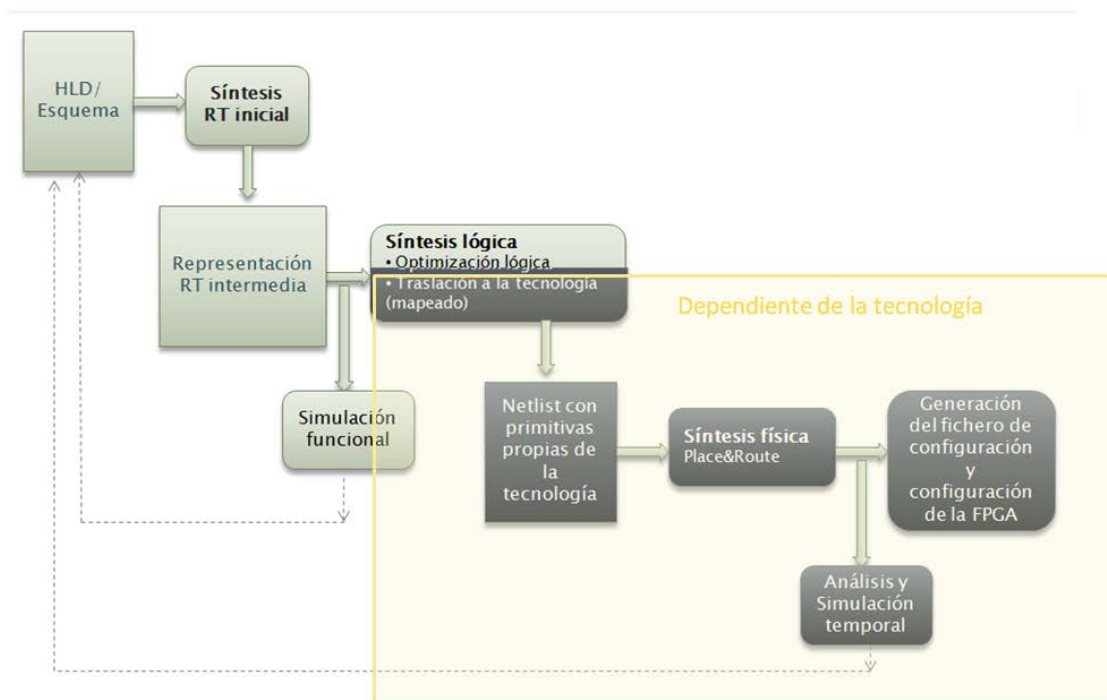 HLD/
Esquema
Síntesis
RT inicial
Representación
RT intermedia
Síntesis lógica
• Optimización lógica
• Traslación a la tecnología
(mapeado)
Dependiente de la tecnología
Simulación
funcional
Netlist con
primitivas
propias de
la
tecnología
Síntesis física
Place&Route
Generación
del fichero de
configuración
y
configuración
de la FPGA
Análisis y
Simulación
temporal